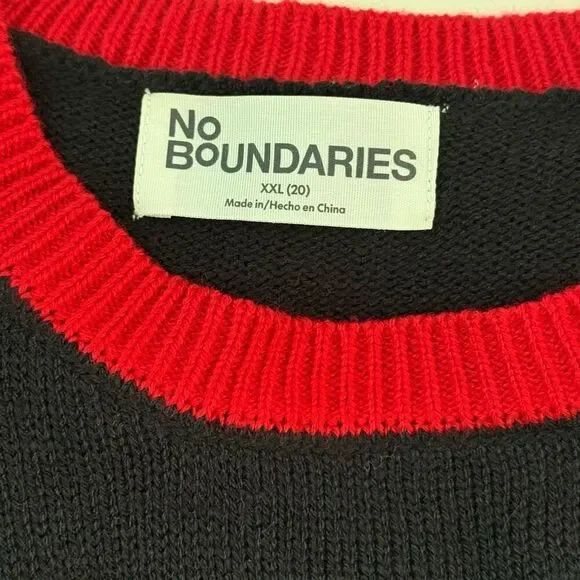 No
BOUNDARIES
XXL (20)
Made in/Hecho en China